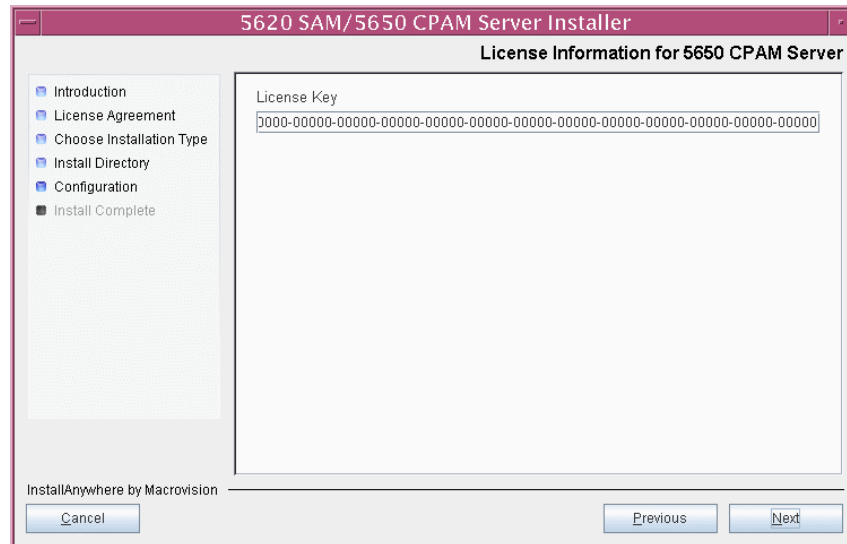 5620 SAM/5650 CPAM Server Installer
License Information for 5650 CPAM Server
Introduction
License Agreement
Choose Installation Type
Install Directory
Configuration
Install Complete
License Key
0000-00000-00000-00000-00000-00000-00000-00000-00000-00000-00000-00000
InstallAnywhere by Macrovision
Cancel
Previous
Next